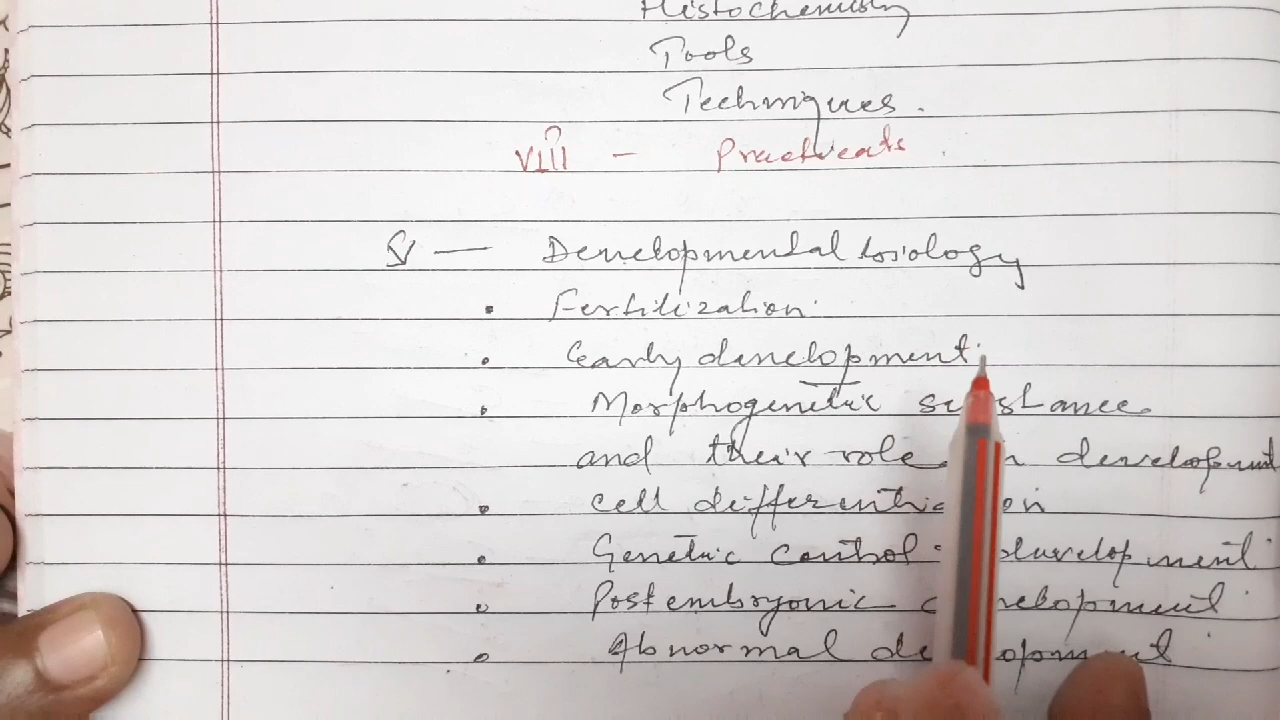 Histochemistry
Tools
Techniques.
VIII - Practicals.
V — Developmental biology
• Fertilization
• Early development
• Morphogenetic substance
and their role in development
• Cell differentiation
• Genetic control development
• Post embryonic development
• Abnormal development